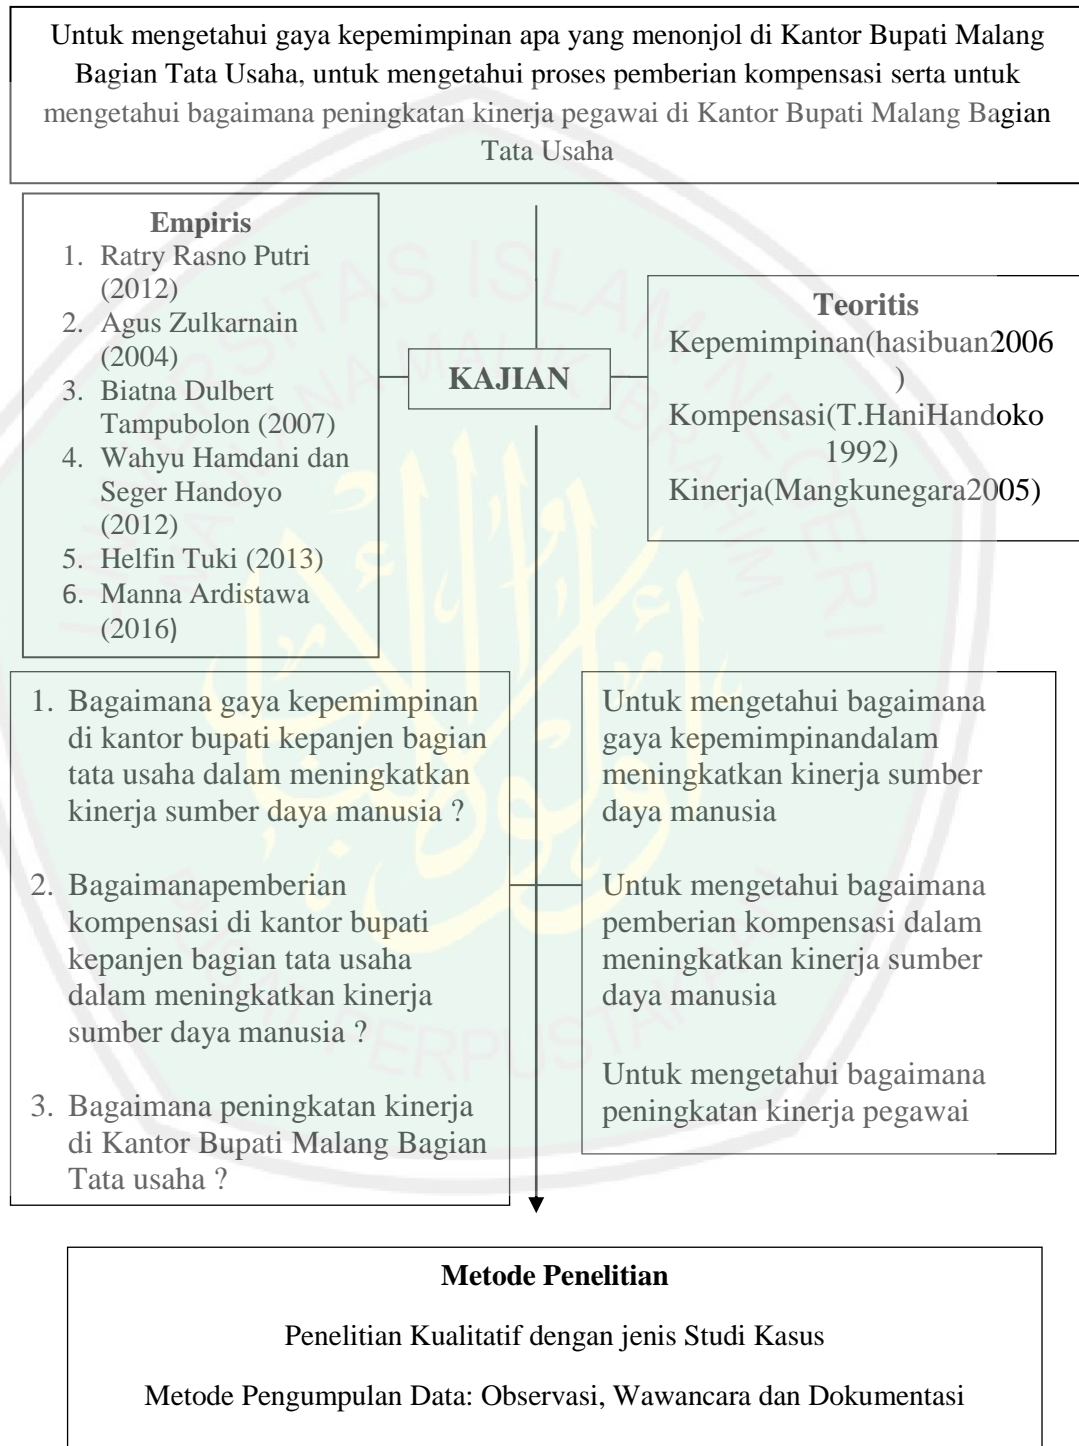 Untuk mengetahui gaya kepemimpinan apa yang menonjol di Kantor Bupati Malang
Bagian Tata Usaha, untuk mengetahui proses pemberian kompensasi serta untuk
mengetahui bagaimana peningkatan kinerja pegawai di Kantor Bupati Malang Bagian
Tata Usaha
Empiris
1. Ratry Rasno Putri
(2012)
2. Agus Zulkarnain
(2004)
3. Biatna Dulbert
Tampubolon (2007)
4. Wahyu Hamdani dan
Seger Handoyo
(2012)
5. Helfin Tuki (2013)
6. Manna Ardistawa
(2016)
KAJIAN
Teoritis
Kepemimpinan(hasibuan2006
)
Kompensasi(T.HaniHandoko
1992)
Kinerja(Mangkunegara2005)
1. Bagaimana gaya kepemimpinan
di kantor bupati kepanjen bagian
tata usaha dalam meningkatkan
kinerja sumber daya manusia ?
2. Bagaimanapemberian
kompensasi di kantor bupati
kepanjen bagian tata usaha
dalam meningkatkan kinerja
sumber daya manusia ?
3. Bagaimana peningkatan kinerja
di Kantor Bupati Malang Bagian
Tata usaha ?
Untuk mengetahui bagaimana
gaya kepemimpinandalam
meningkatkan kinerja sumber
daya manusia
Untuk mengetahui bagaimana
pemberian kompensasi dalam
meningkatkan kinerja sumber
daya manusia
Untuk mengetahui bagaimana
peningkatan kinerja pegawai
Metode Penelitian
Penelitian Kualitatif dengan jenis Studi Kasus
Metode Pengumpulan Data: Observasi, Wawancara dan Dokumentasi